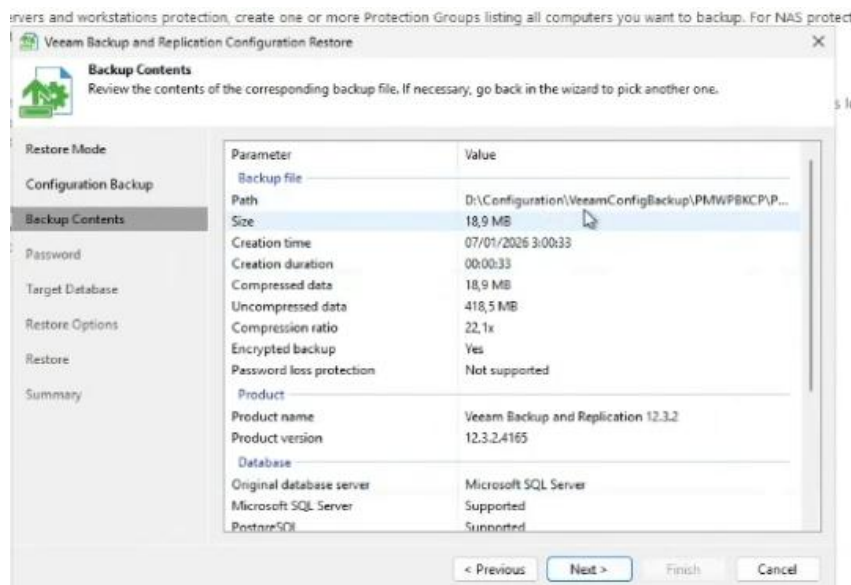 rvers and workstations protection, create one or more Protection Groups listing all computers you want to backup. For NAS protect
Veeam Backup and Replication Configuration Restore
Backup Contents
Review the contents of the corresponding backup file. If necessary, go back in the wizard to pick another one.
Restore Mode
Configuration Backup
Backup Contents
Password
Target Database
Restore Options
Restore
Summary
Parameter Value
Backup file
Path D:\Configuration\VeeamConfigBackup\PMWPBKCP\P...
Size 18,9 MB
Creation time 07/01/2026 3:00:33
Creation duration 00:00:33
Compressed data 18,9 MB
Uncompressed data 418,5 MB
Compression ratio 22,1x
Encrypted backup Yes
Password loss protection Not supported
Product
Product name Veeam Backup and Replication 12.3.2
Product version 12.3.2.4165
Database
Original database server Microsoft SQL Server
Microsoft SQL Server Supported
PostgreSQL Supported
< Previous Next > Finish Cancel